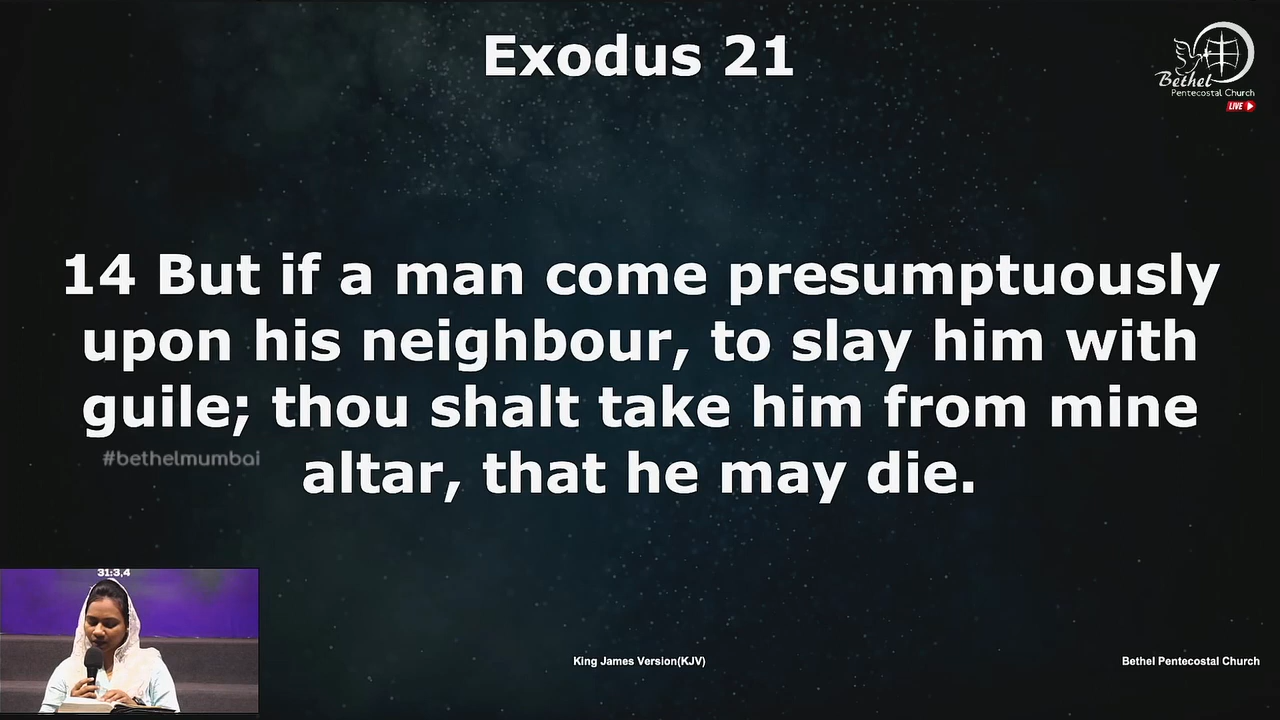 Exodus 21
Bethel
Pentecostal Church
LIVE
14 But if a man come presumptuously
upon his neighbour, to slay him with
guile; thou shalt take him from mine
altar, that he may die.
#bethelmumbai
31:3,4
King James Version(KJV)
Bethel Pentecostal Church